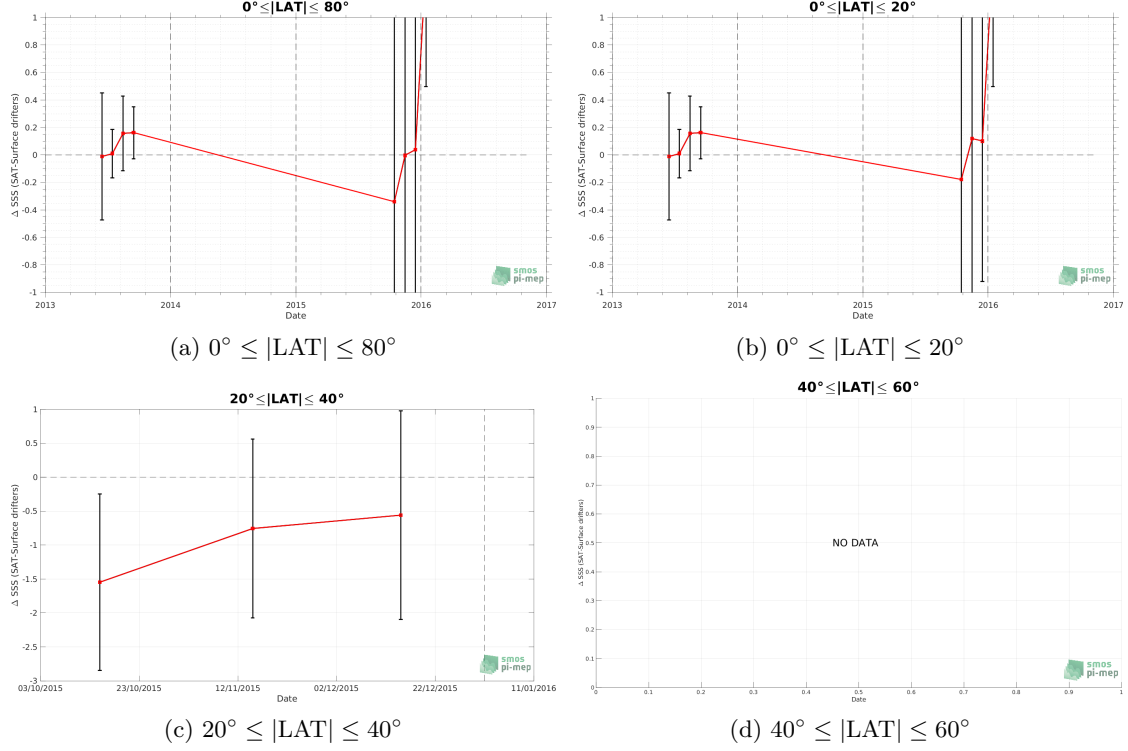 0°≤|LAT|≤ 80°
Δ SSS (SAT-Surface drifters)
1
0.8
0.6
0.4
0.2
0
-0.2
-0.4
-0.6
-0.8
-1
2013
2014
2015
2016
2017
Date
smos
pi-mep
(a) 0° ≤ |LAT| ≤ 80°
0°≤|LAT|≤ 20°
Δ SSS (SAT-Surface drifters)
1
0.8
0.6
0.4
0.2
0
-0.2
-0.4
-0.6
-0.8
-1
2013
2014
2015
2016
2017
Date
smos
pi-mep
(b) 0° ≤ |LAT| ≤ 20°
20°≤|LAT|≤ 40°
Δ SSS (SAT-Surface drifters)
1
0.5
0
-0.5
-1
-1.5
-2
-2.5
-3
03/10/2015
23/10/2015
12/11/2015
02/12/2015
22/12/2015
11/01/2016
Date
smos
pi-mep
(c) 20° ≤ |LAT| ≤ 40°
40°≤|LAT|≤ 60°
Δ SSS (SAT-Surface drifters)
1
0.9
0.8
0.7
0.6
0.5
0.4
0.3
0.2
0.1
0
NO DATA
0
0.1
0.2
0.3
0.4
0.5
0.6
0.7
0.8
0.9
1
Date
smos
pi-mep
(d) 40° ≤ |LAT| ≤ 60°